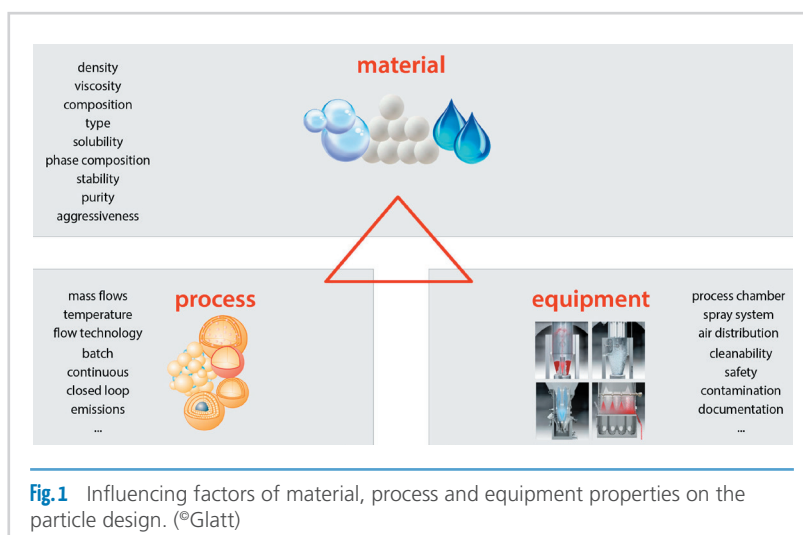 material
density
viscosity
composition
type
solubility
phase composition
stability
purity
aggressiveness
process
mass flows
temperature
flow technology
batch
continuous
closed loop
emissions
...
equipment
process chamber
spray system
air distribution
cleanability
safety
contamination
documentation
...
Fig.1 Influencing factors of material, process and equipment properties on the
particle design. (©Glatt)